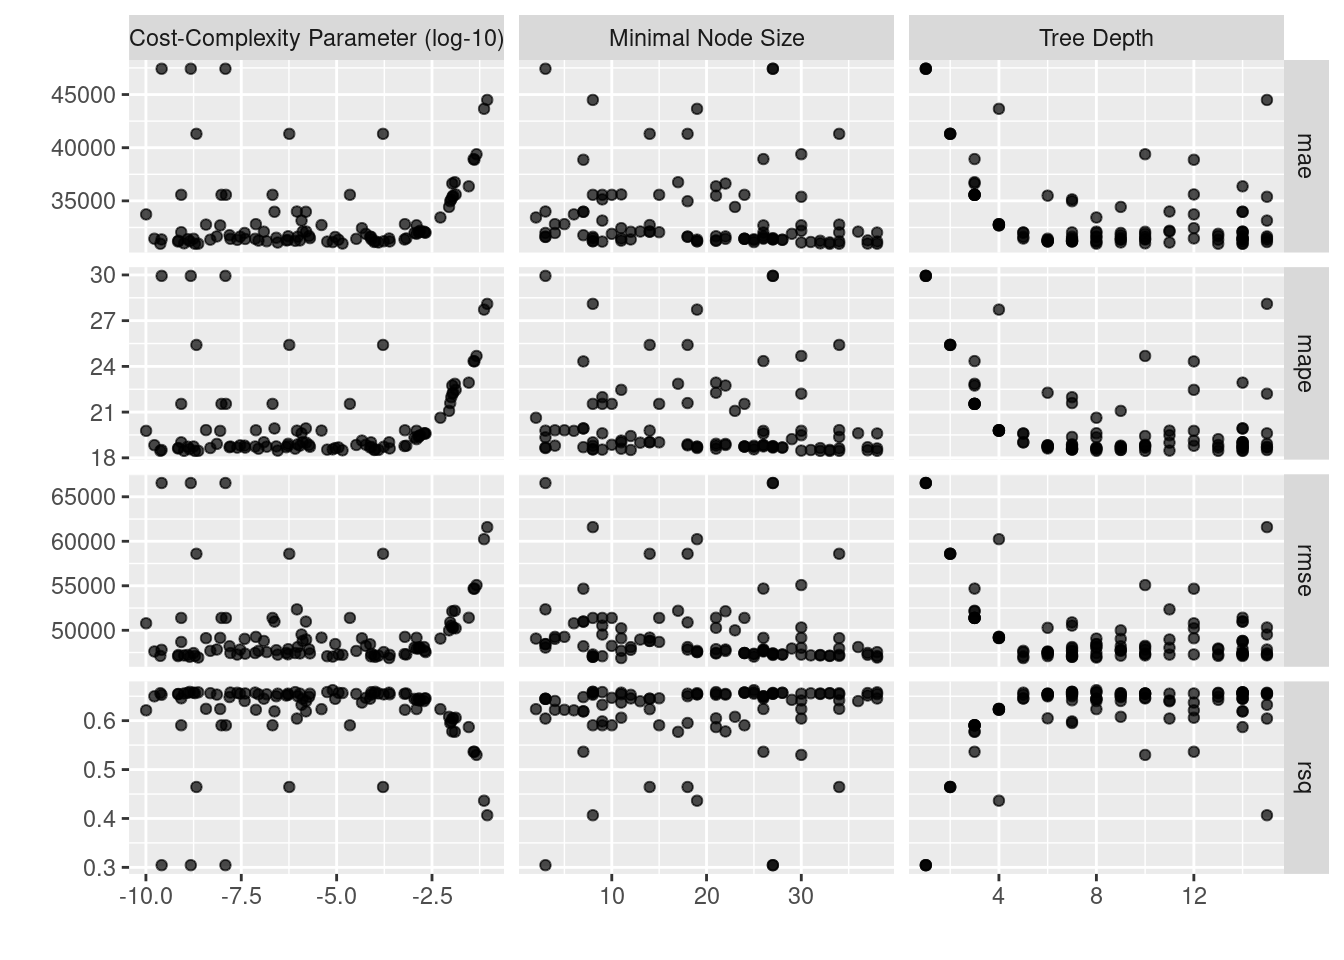 Cost-Complexity Parameter (log-10) Minimal Node Size Tree Depth
45000
40000
35000
mae
30
27
24
21
18
mape
65000
60000
55000
50000
rmse
0.6
0.5
0.4
0.3
rsq
-10.0 -7.5 -5.0 -2.5 10 20 30 4 8 12